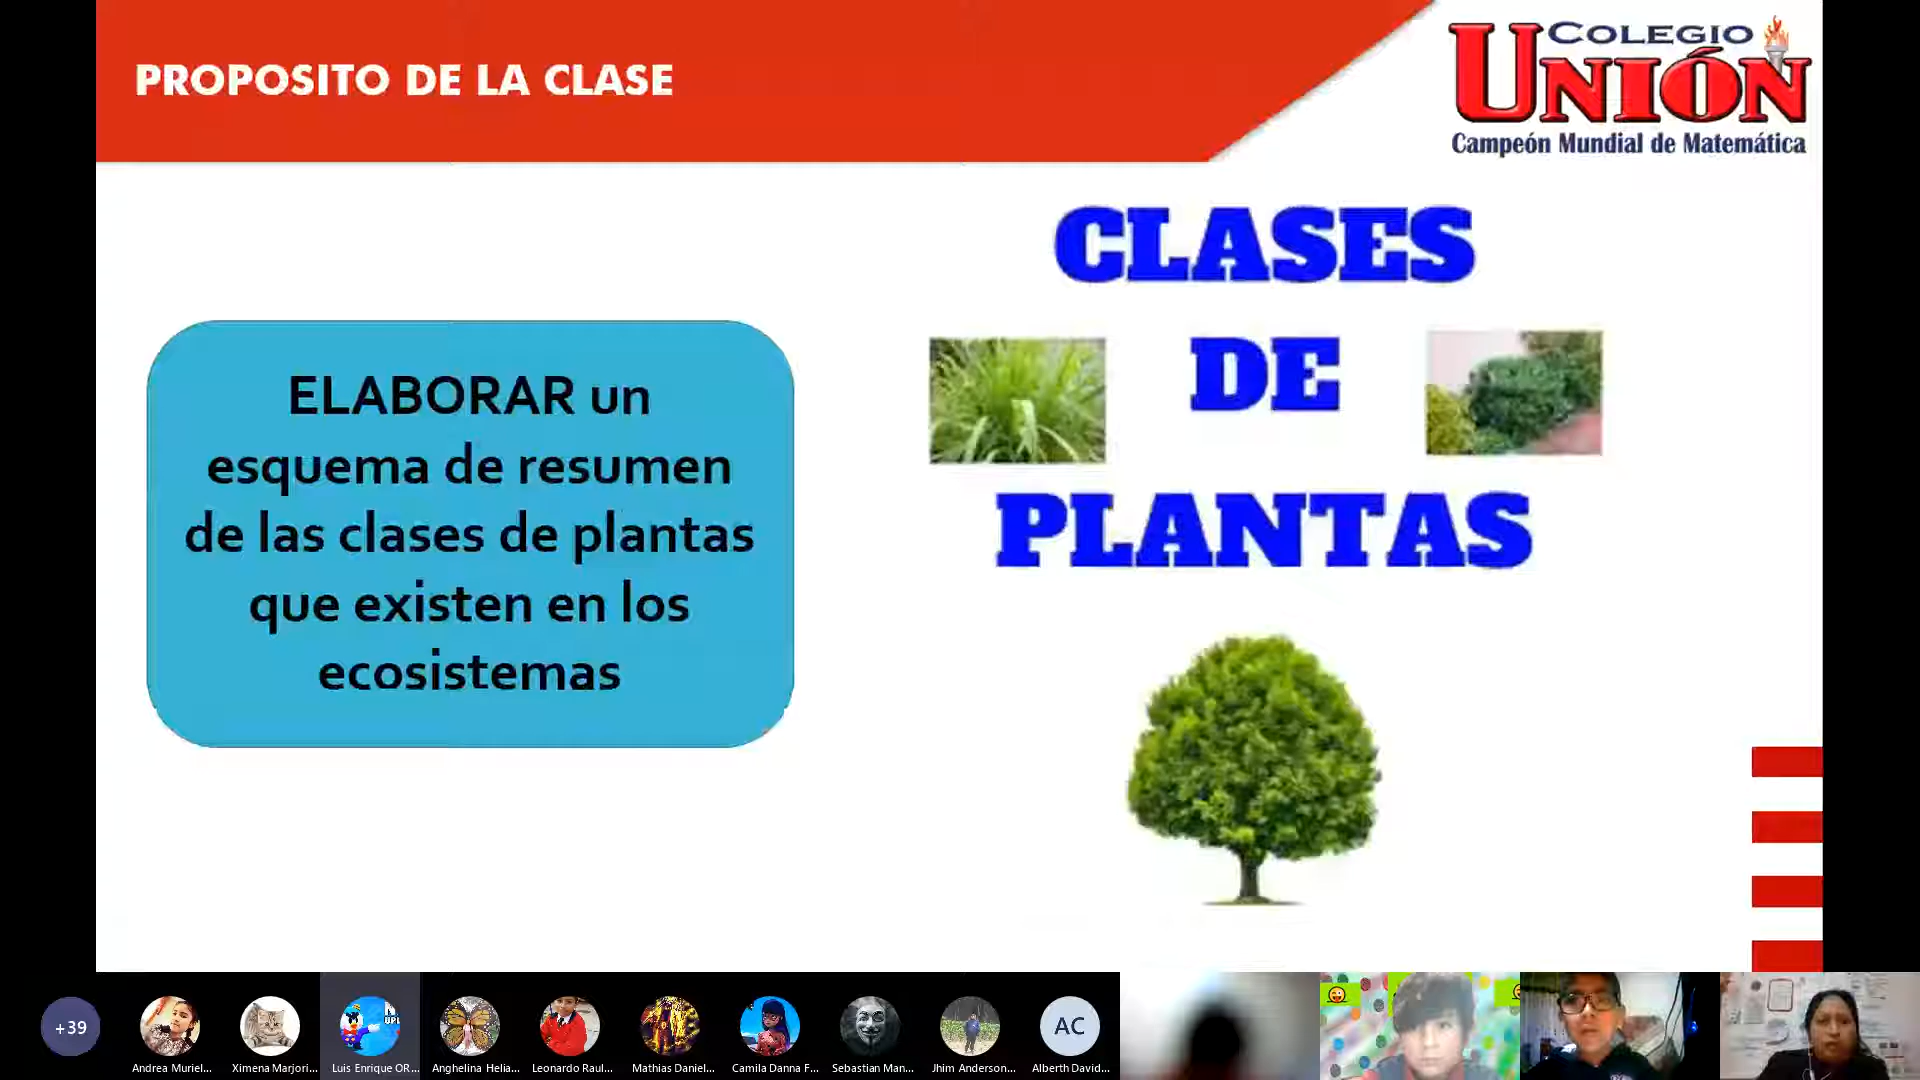 PROPOSITO DE LA CLASE
COLEGIO
UNIÓN
Campeón Mundial de Matemática
CLASES
DE
PLANTAS
ELABORAR un
esquema de resumen
de las clases de plantas
que existen en los
ecosistemas
+39
Andrea Muriel...
Ximena Marjori...
Luis Enrique OR...
Anghelina Helia...
Leonardo Raul...
Mathias Daniel...
Camila Danna F...
Sebastian Man...
Jhim Anderson...
AC
Alberth David...